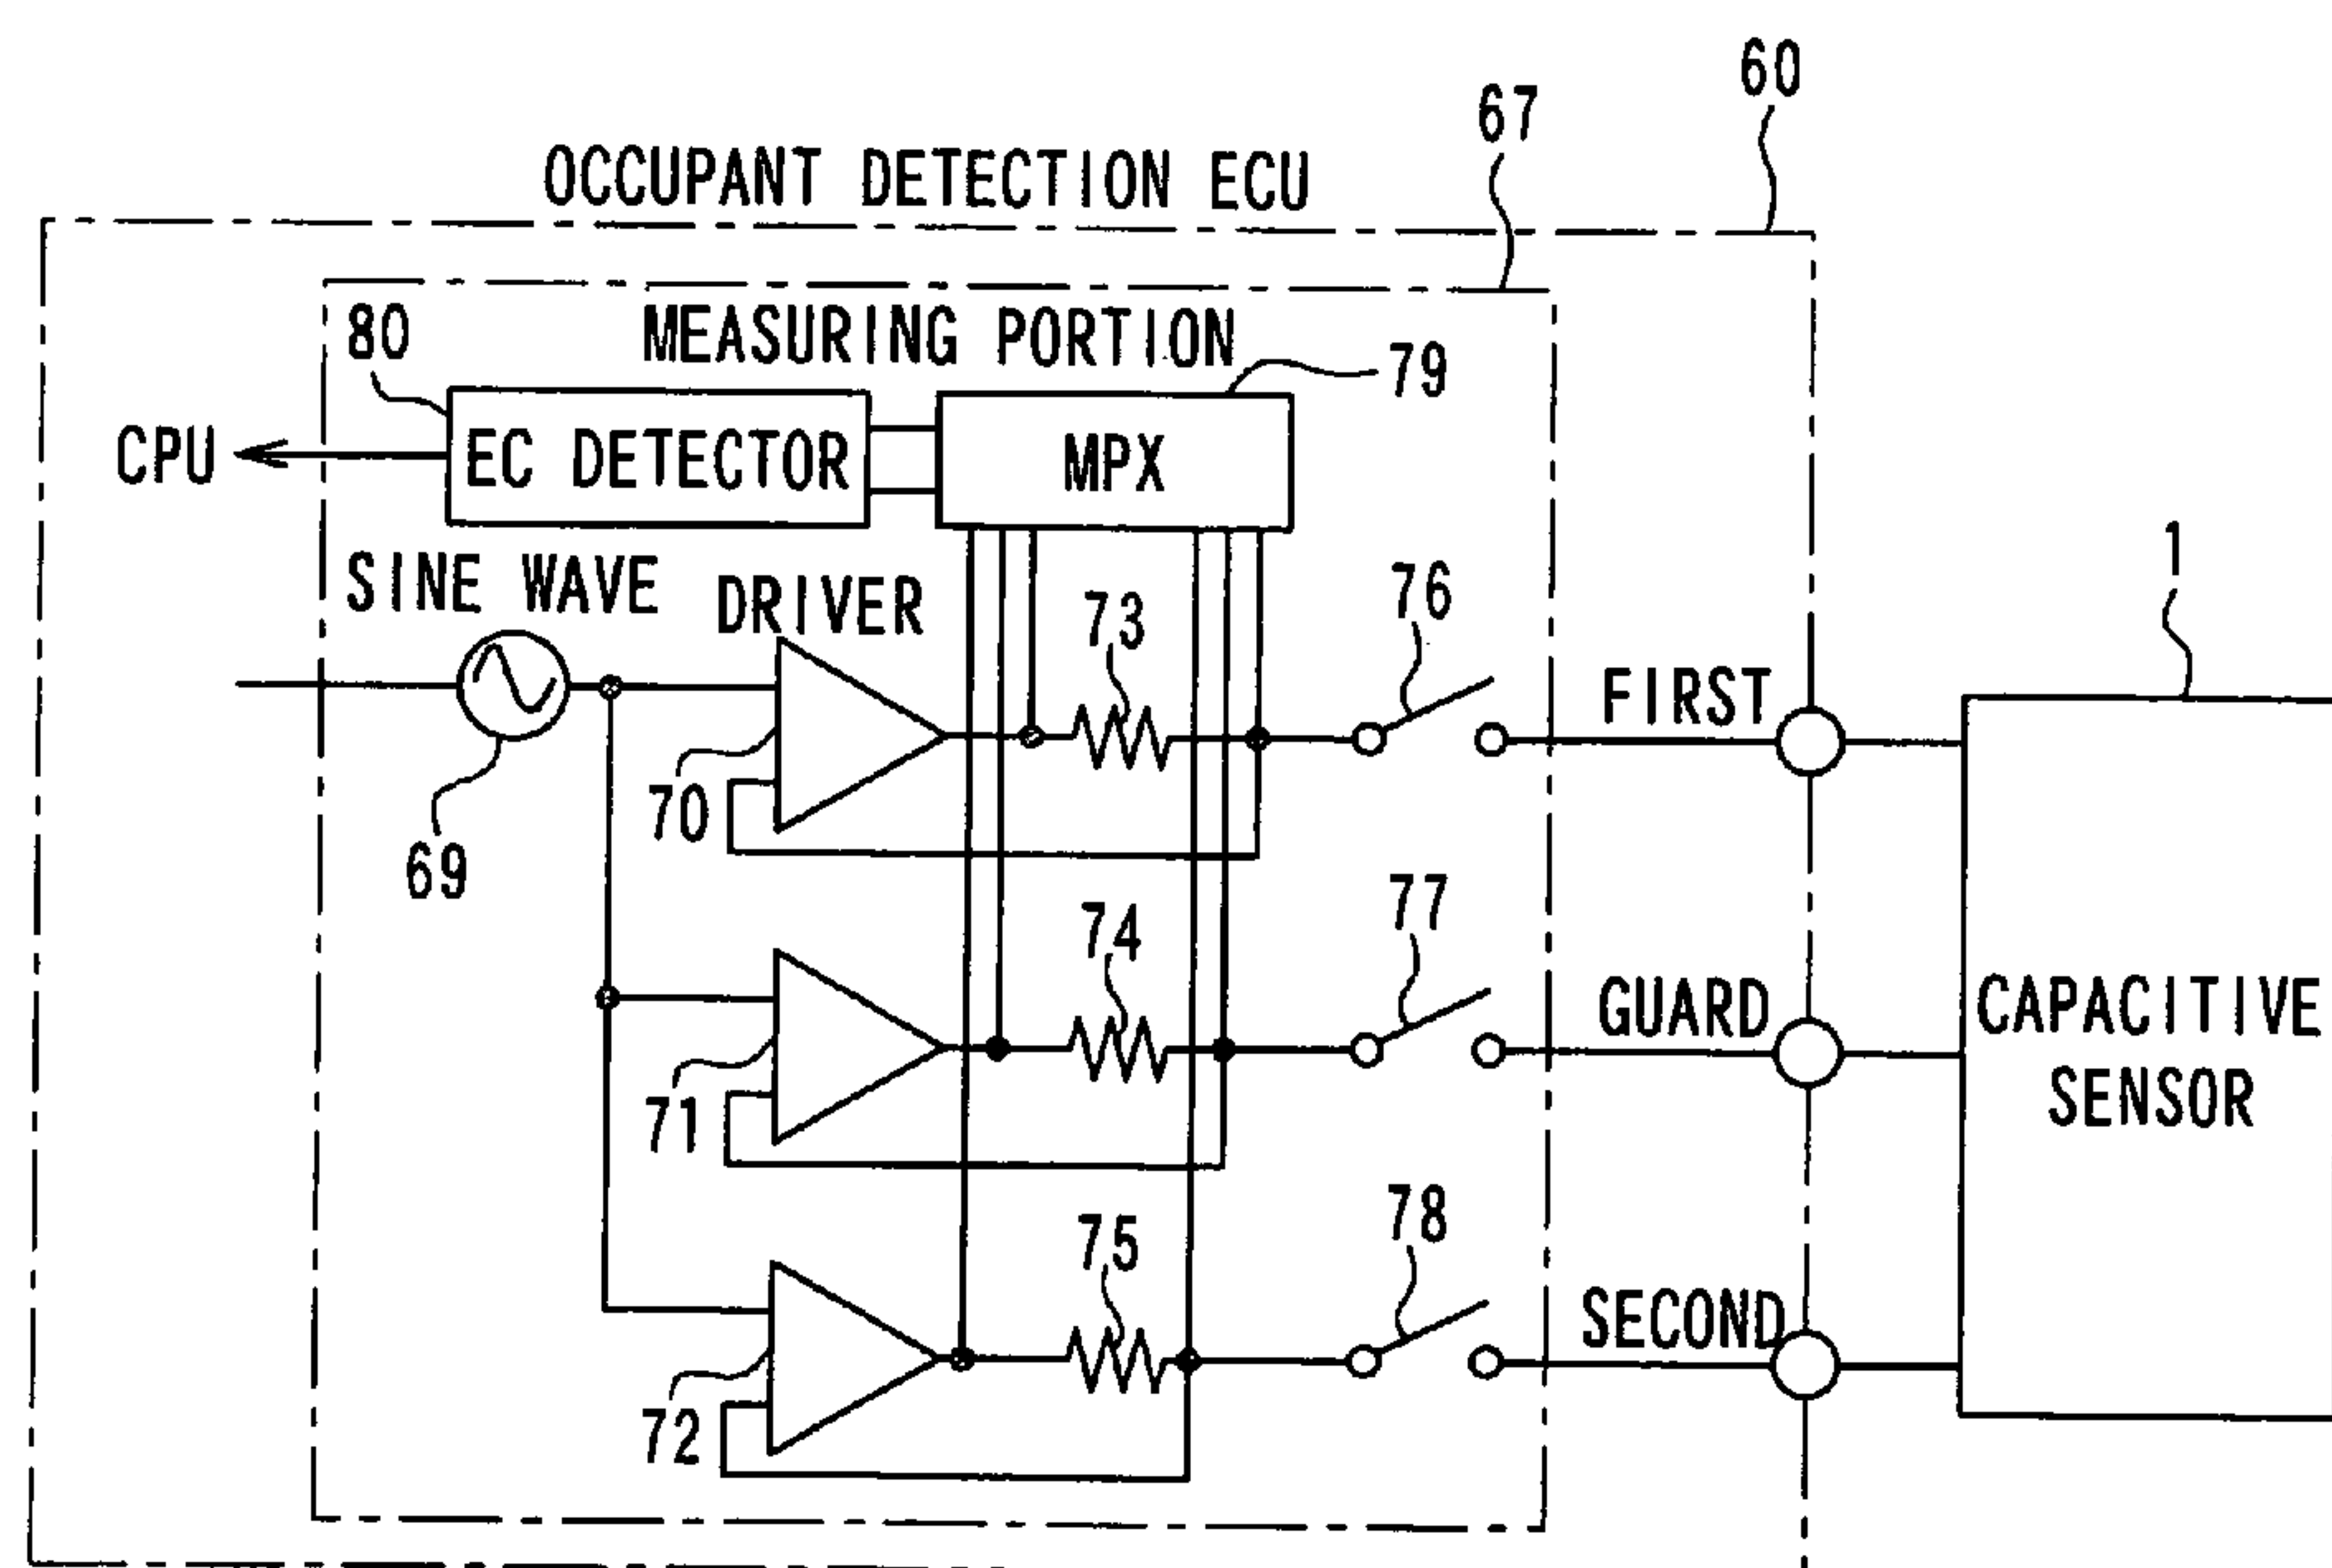 60
67
OCCUPANT DETECTION ECU
80
MEASURING PORTION
79
CPU
EC DETECTOR
MPX
1
SINE WAVE
DRIVER
73
76
FIRST
70
69
74
77
GUARD
CAPACITIVE
SENSOR
71
75
78
SECOND
72